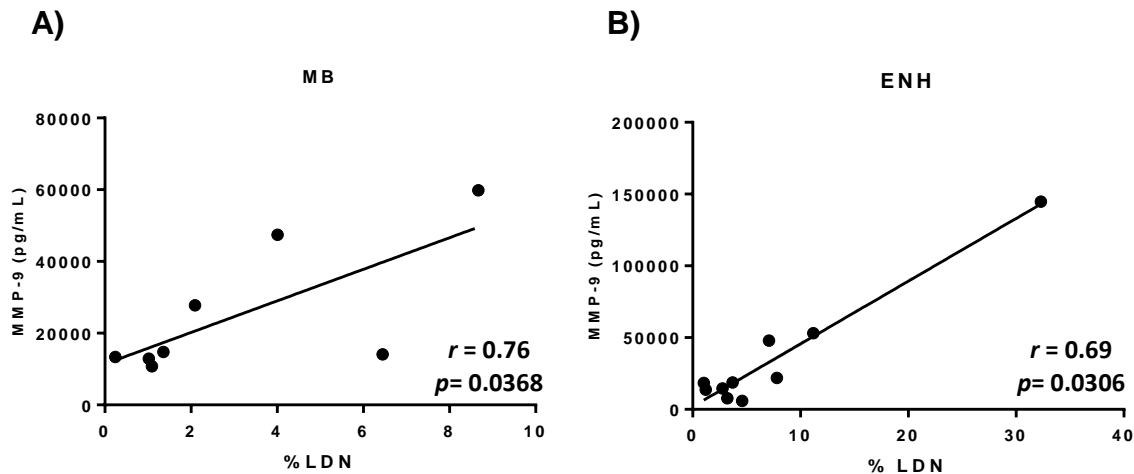 A)
MB
80000
60000
40000
20000
0
MMP-9 (pg/mL)
0 2 4 6 8 10
%LDN
r = 0.76
p= 0.0368
B)
ENH
200000
150000
100000
50000
0
MMP-9 (pg/mL)
0 10 20 30 40
% LDN
r = 0.69
p= 0.0306